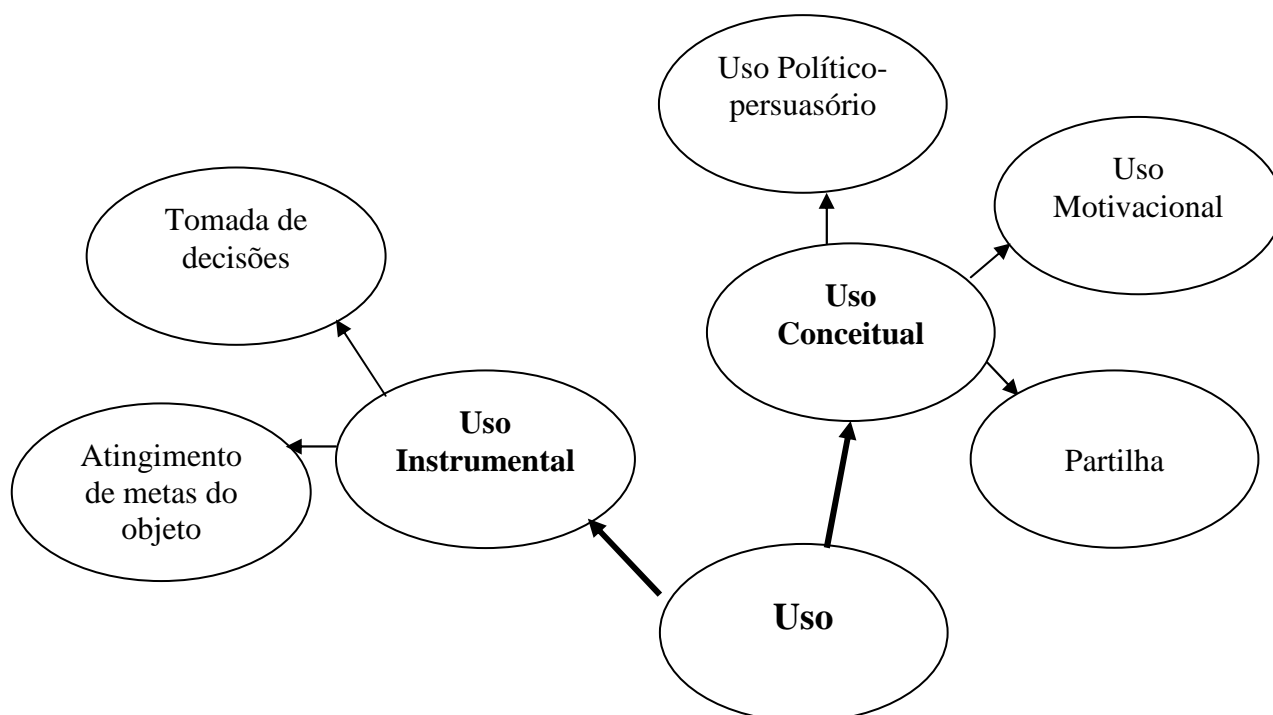 Uso Político-
persuasório
Uso
Motivacional
Tomada de
decisões
Uso
Conceitual
Uso
Instrumental
Atingimento
de metas do
objeto
Partilha
Uso